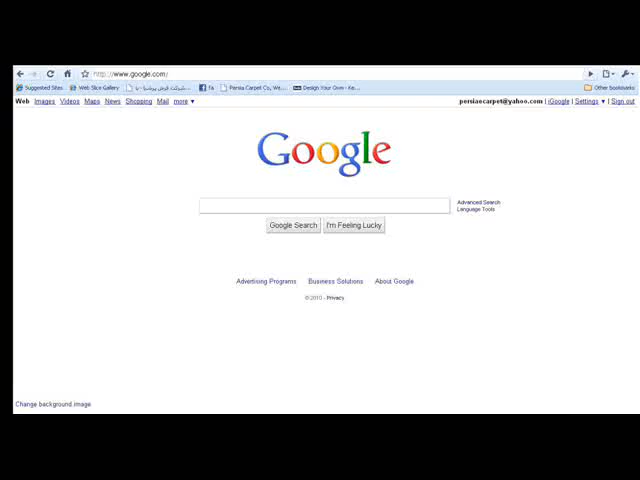 http://www.google.com/
Suggested Sites Web Slice Gallery Fa Persia Carpet Co, We... Design Your Own - Ke... Other bookmarks
Web Images Videos Maps News Shopping Mail more ▼ persiaecarpet@yahoo.com | iGoogle | Settings ▼ | Sign out
Google
Advanced Search
Language Tools
Google Search I'm Feeling Lucky
Advertising Programs Business Solutions About Google
© 2010 - Privacy
Change background image